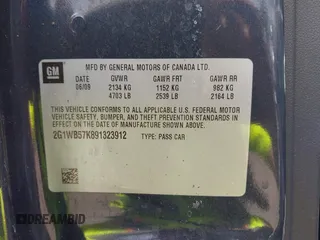 GM
MFD BY GENERAL MOTORS OF CANADA LTD.
DATE GVWR GAWR FRT GAWR RR
06/09 2134 KG 1152 KG 982 KG
4703 LB 2539 LB 2164 LB
THIS VEHICLE CONFORMS TO ALL APPLICABLE U.S. FEDERAL MOTOR
VEHICLE SAFETY, BUMPER, AND THEFT PREVENTION STANDARDS IN
EFFECT ON THE DATE OF MANUFACTURE SHOWN ABOVE.
2G1WB57K891323912 TYPE: PASS CAR
DREAMBID